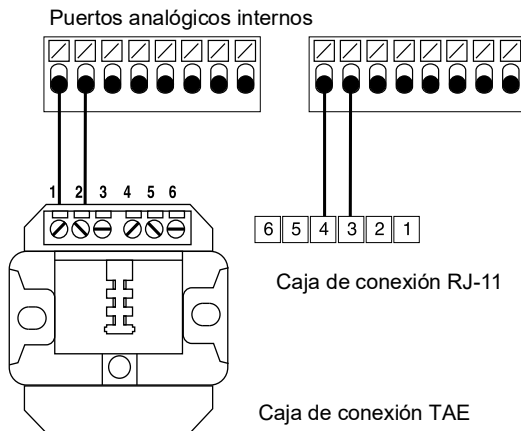 Puertos analógicos internos
1 2 3 4 5 6
6 5 4 3 2 1
Caja de conexión RJ-11
Caja de conexión TAE